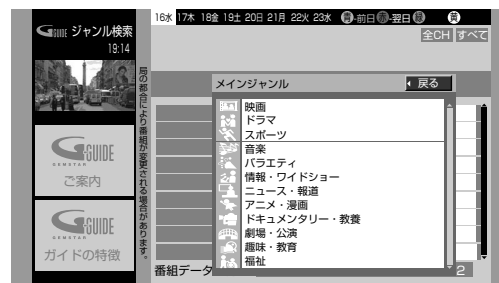 GGUIDE ジャンル検索
19:14
16水 17木 18金 19土 20日 21月 22火 23水 青-前日 赤-翌日 緑 黄
全CH すべて
局の都合により番組が変更される場合があります。
メインジャンル
戻る
映画
ドラマ
スポーツ
音楽
バラエティ
情報・ワイドショー
ニュース・報道
アニメ・漫画
ドキュメンタリー・教養
劇場・公演
趣味・教育
福祉
GGUIDE
GEMSTAR
ご案内
GGUIDE
GEMSTAR
ガイドの特徴
番組データ
2